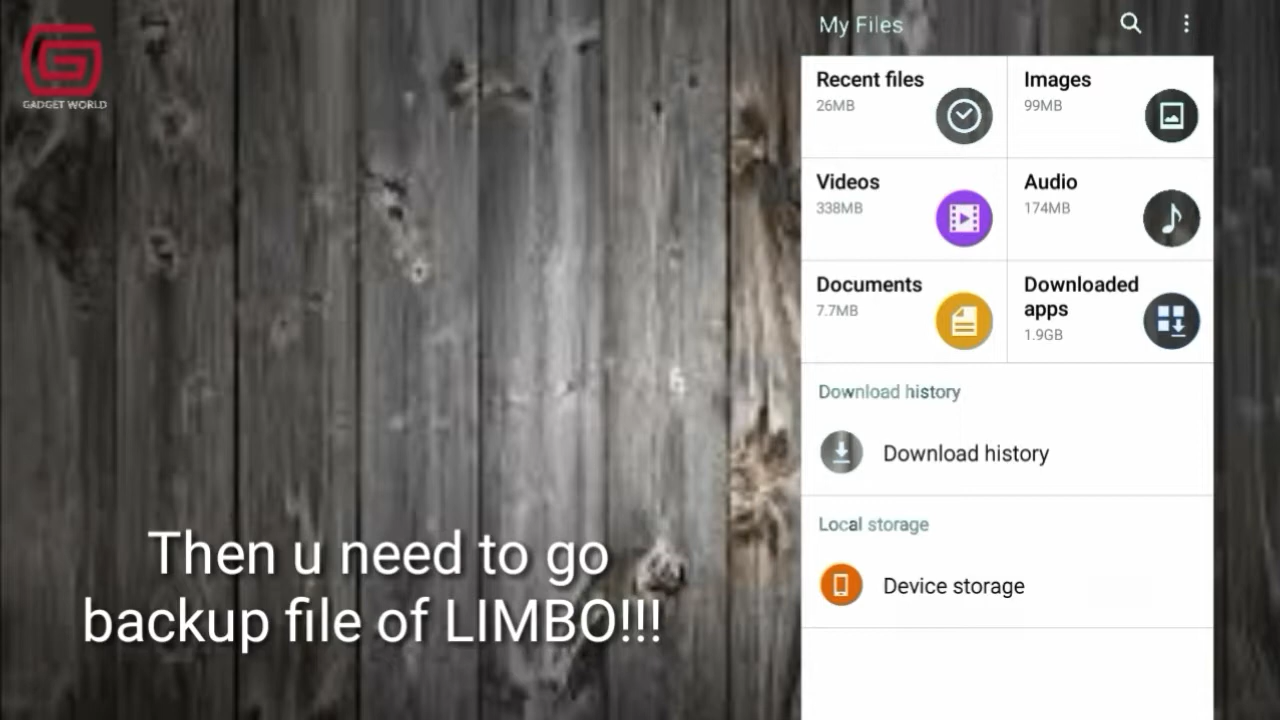 GADGET WORLD
My Files
Recent files
26MB
Images
99MB
Videos
338MB
Audio
174MB
Documents
7.7MB
Downloaded
apps
1.9GB
Download history
Download history
Local storage
Device storage
Then u need to go
backup file of LIMBO!!!